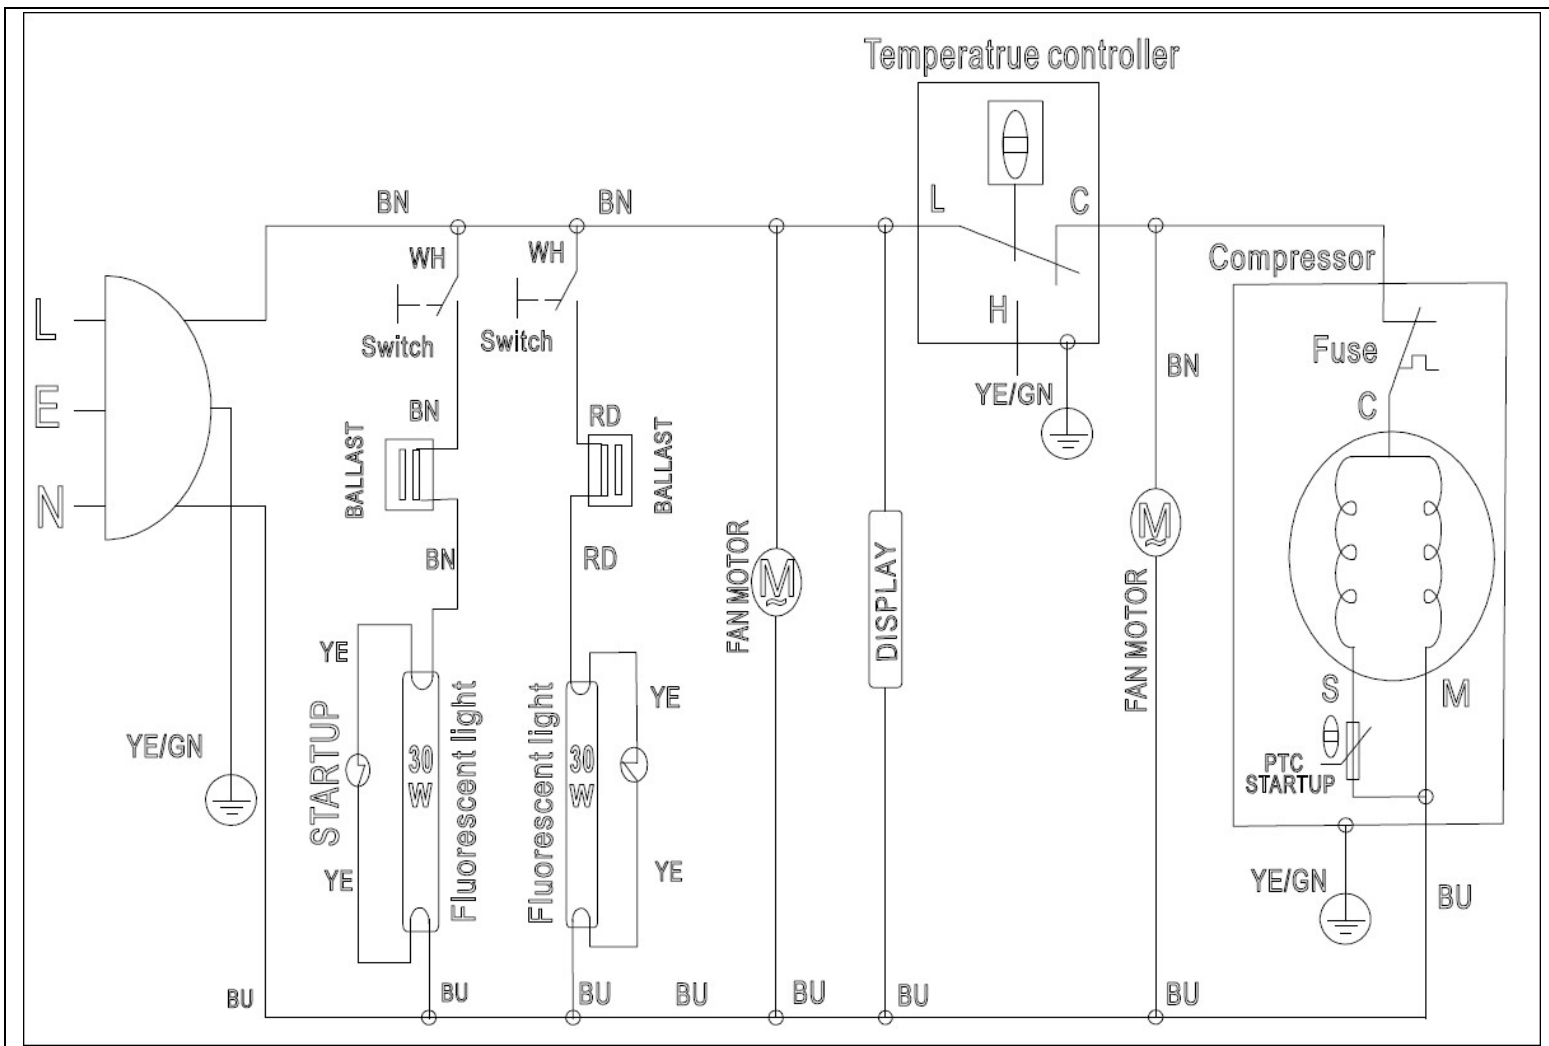 Temperatrue controller
BN
BN
L
C
WH
WH
Compressor
H
L
Switch
Switch
Fuse
BN
YE/GN
E
BN
RD
C
BALLAST
BALLAST
N
M
~
BN
RD
FAN MOTOR
M
~
DISPLAY
FAN MOTOR
YE
YE
S
M
STARTUP
30
W
Fluorescent light
Fluorescent light
30
W
YE/GN
PTC
STARTUP
YE
YE
YE/GN
BU
BU
BU
BU
BU
BU
BU
BU